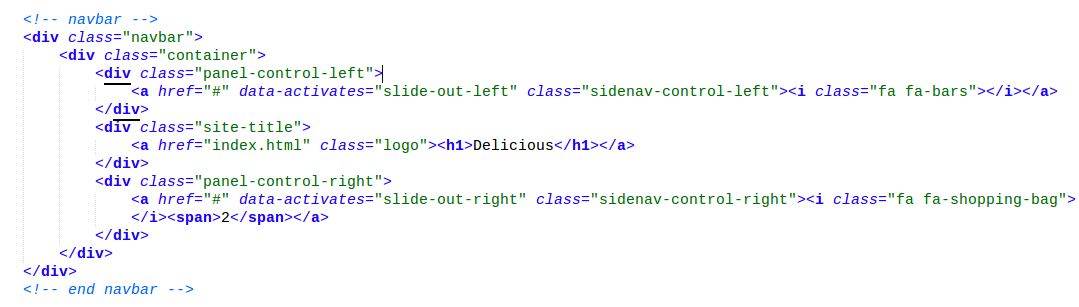 <!-- navbar -->
<div class="navbar">
    <div class="container">
        <div class="panel-control-left">
            <a href="#" data-activates="slide-out-left" class="sidenav-control-left"><i class="fa fa-bars"></i></a>
        </div>
        <div class="site-title">
            <a href="index.html" class="logo"><h1>Delicious</h1></a>
        </div>
        <div class="panel-control-right">
            <a href="#" data-activates="slide-out-right" class="sidenav-control-right"><i class="fa fa-shopping-bag">
            </i><span>2</span></a>
        </div>
    </div>
</div>
<!-- end navbar -->